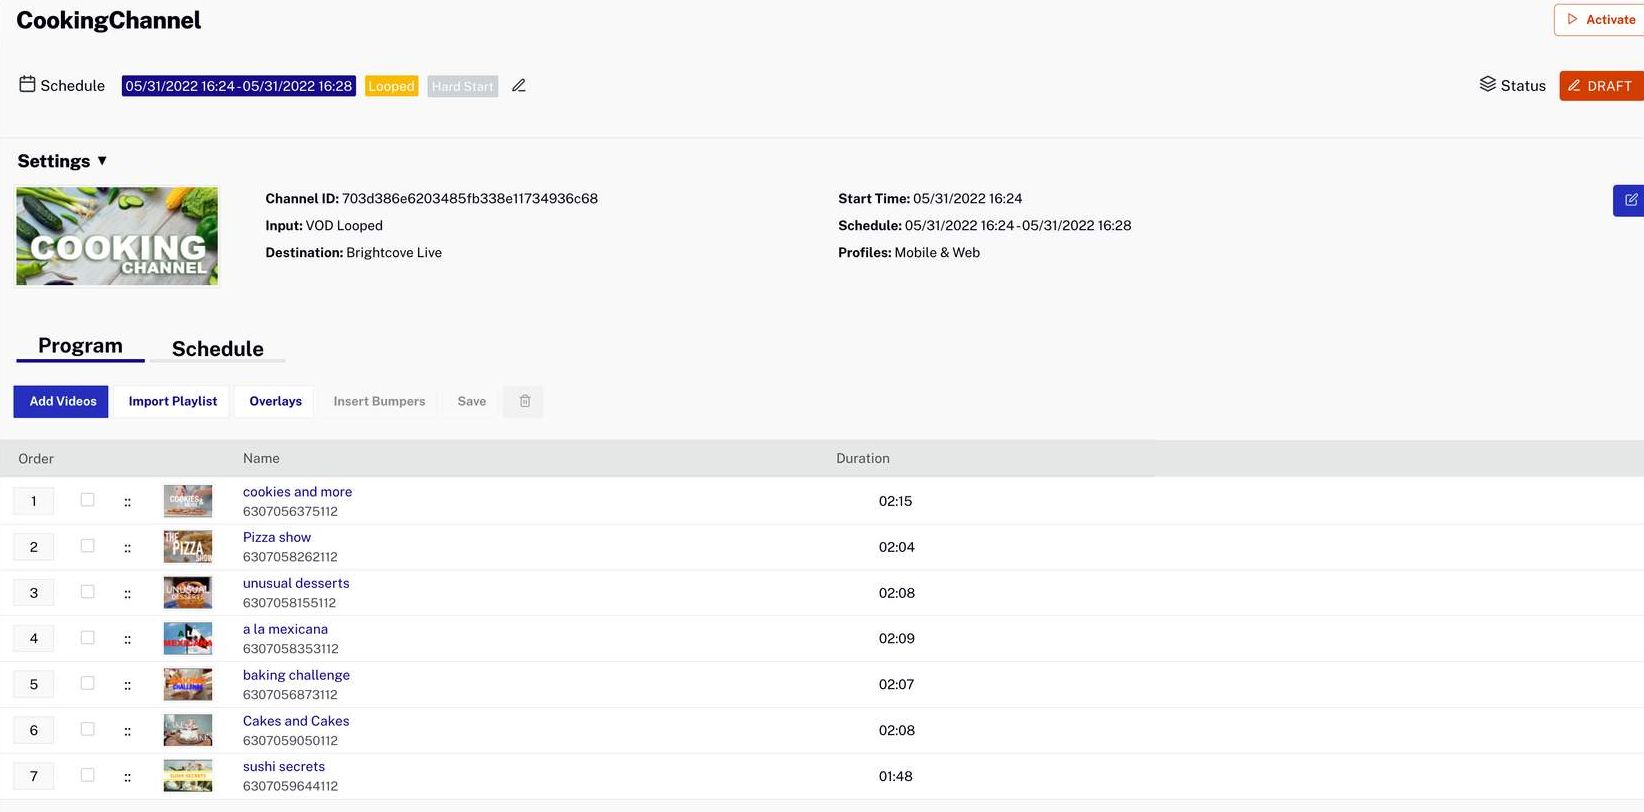 CookingChannel
Activate
Schedule 05/31/2022 16:24-05/31/2022 16:28 Looped Hard Start
Status DRAFT
Settings ▼
COOKING
CHANNEL
Channel ID: 703d386e6203485fb338e11734936c68
Input: VOD Looped
Destination: Brightcove Live
Start Time: 05/31/2022 16:24
Schedule: 05/31/2022 16:24-05/31/2022 16:28
Profiles: Mobile & Web
Program Schedule
Add Videos Import Playlist Overlays Insert Bumpers Save
Order Name Duration
1 :: COOKIES & cookies and more 02:15
6307056375112
2 :: THE PIZZA SHOW Pizza show 02:04
6307058262112
3 :: UNUSUAL DESSERTS unusual desserts 02:08
6307058155112
4 :: A LA MEXICANA a la mexicana 02:09
6307058353112
5 :: BAKING CHALLENGE baking challenge 02:07
6307056873112
6 :: Cakes and Cakes 02:08
6307059050112
7 :: SUSHI SECRETS sushi secrets 01:48
6307059644112